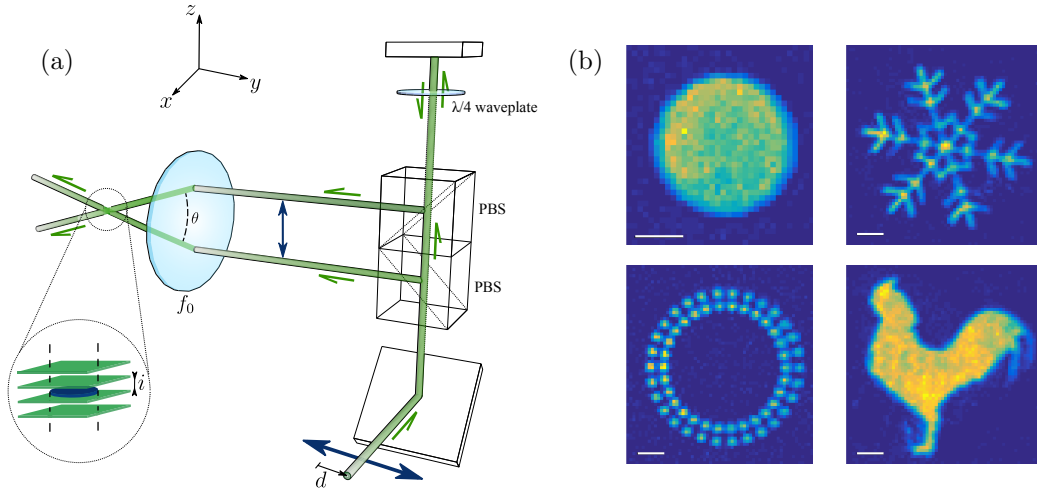 (a)
z
y
x
λ/4 waveplate
PBS
θ
PBS
f₀
i
d
(b)